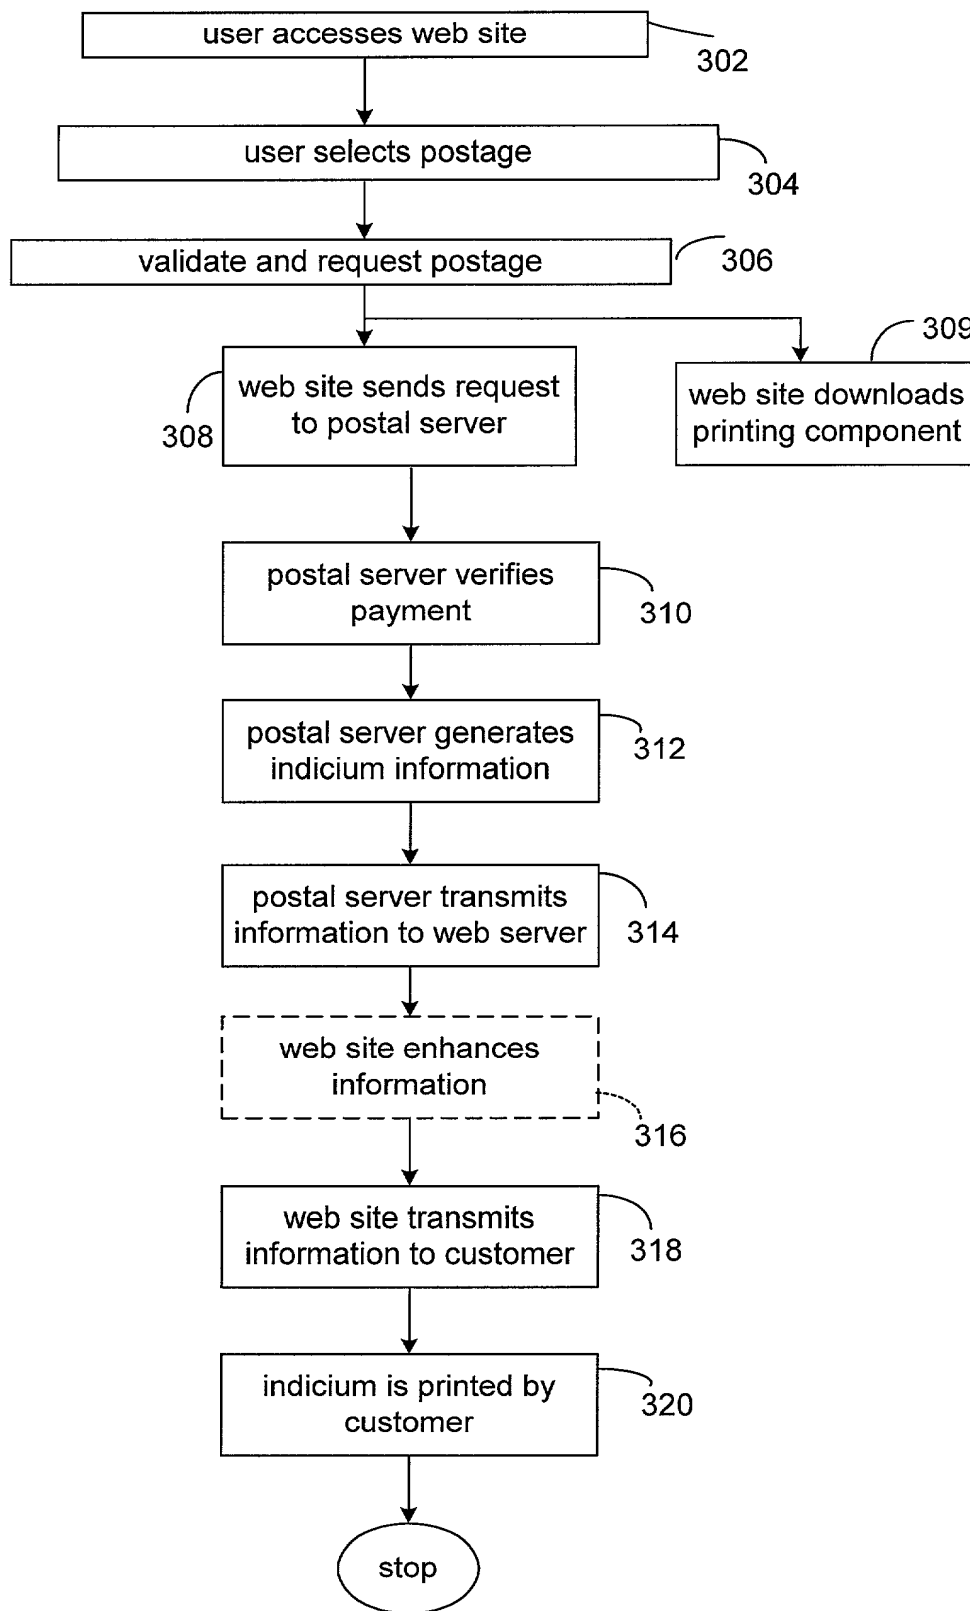 user accesses web site
302
user selects postage
304
validate and request postage
306
309
web site sends request
to postal server
308
web site downloads
printing component
postal server verifies
payment
310
postal server generates
indicium information
312
postal server transmits
information to web server
314
web site enhances
information
316
web site transmits
information to customer
318
indicium is printed by
customer
320
stop